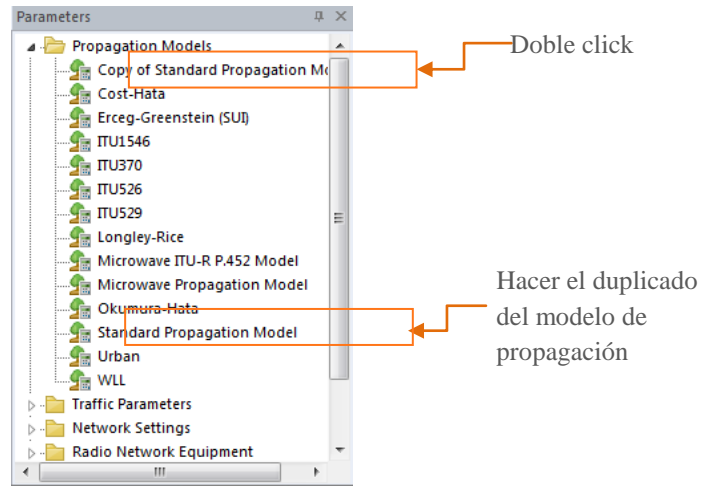 Parameters
Propagation Models
Copy of Standard Propagation Mo
Cost-Hata
Erceg-Greenstein (SUI)
ITU1546
ITU370
ITU526
ITU529
Longley-Rice
Microwave ITU-R P.452 Model
Microwave Propagation Model
Okumura-Hata
Standard Propagation Model
Urban
WLL
Traffic Parameters
Network Settings
Radio Network Equipment
Doble click
Hacer el duplicado
del modelo de
propagación